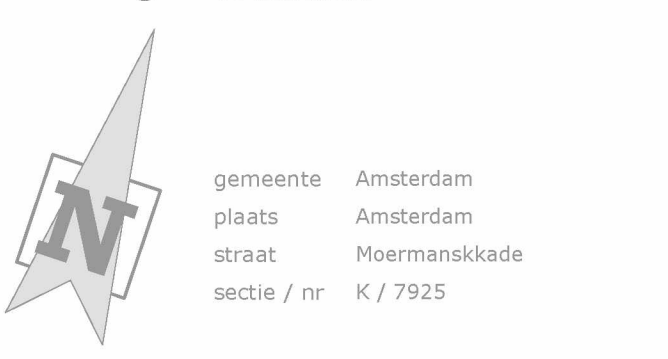 N
gemeente Amsterdam
plaats Amsterdam
straat Moermanskkade
sectie / nr K / 7925